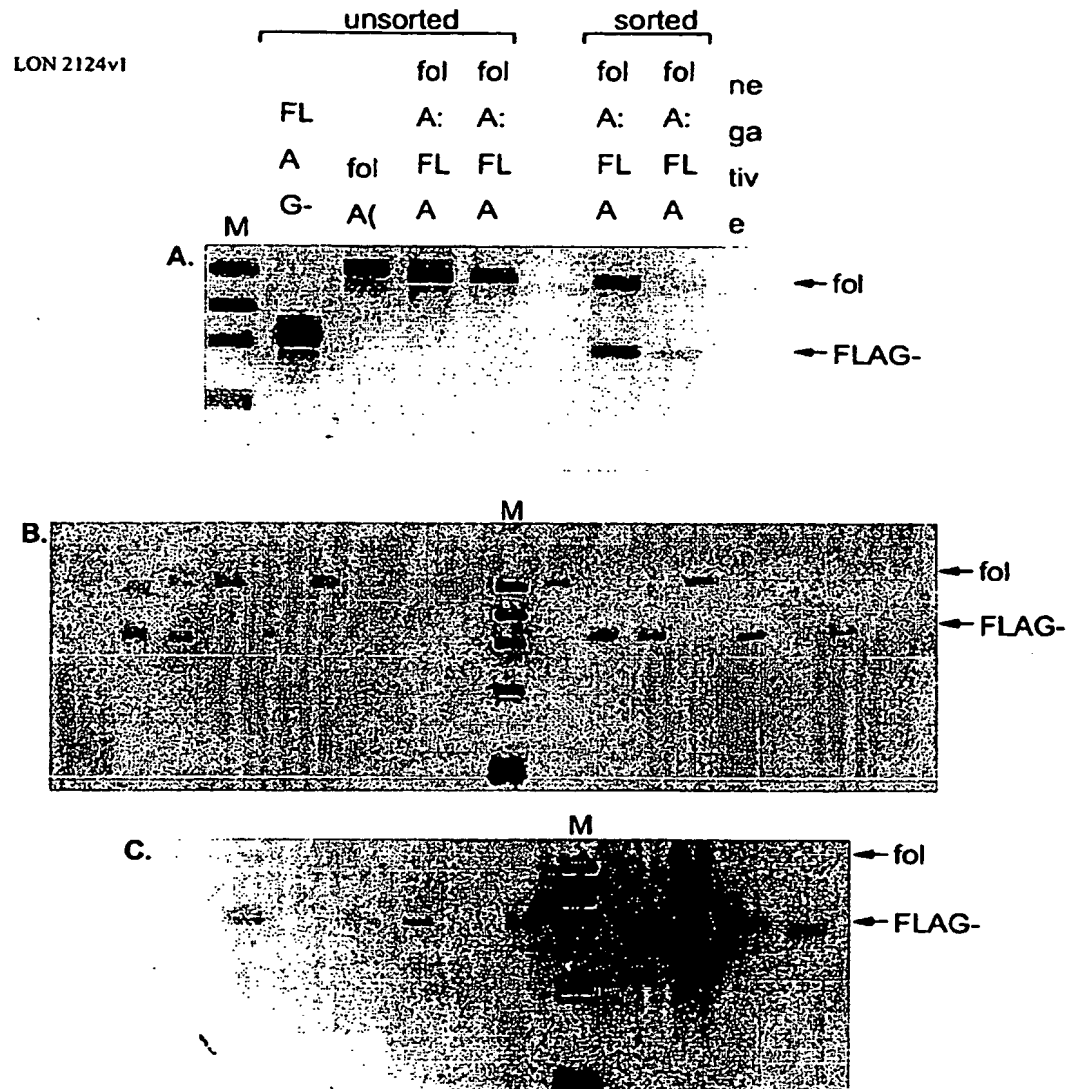 unsorted sorted
LON 2124v1
fol fol fol fol ne
FL A: A: A: A: ga
A fol FL FL FL FL tiv
G- A( A A A A e
M
A.
fol
FLAG-
M
B.
fol
FLAG-
M
C.
fol
FLAG-